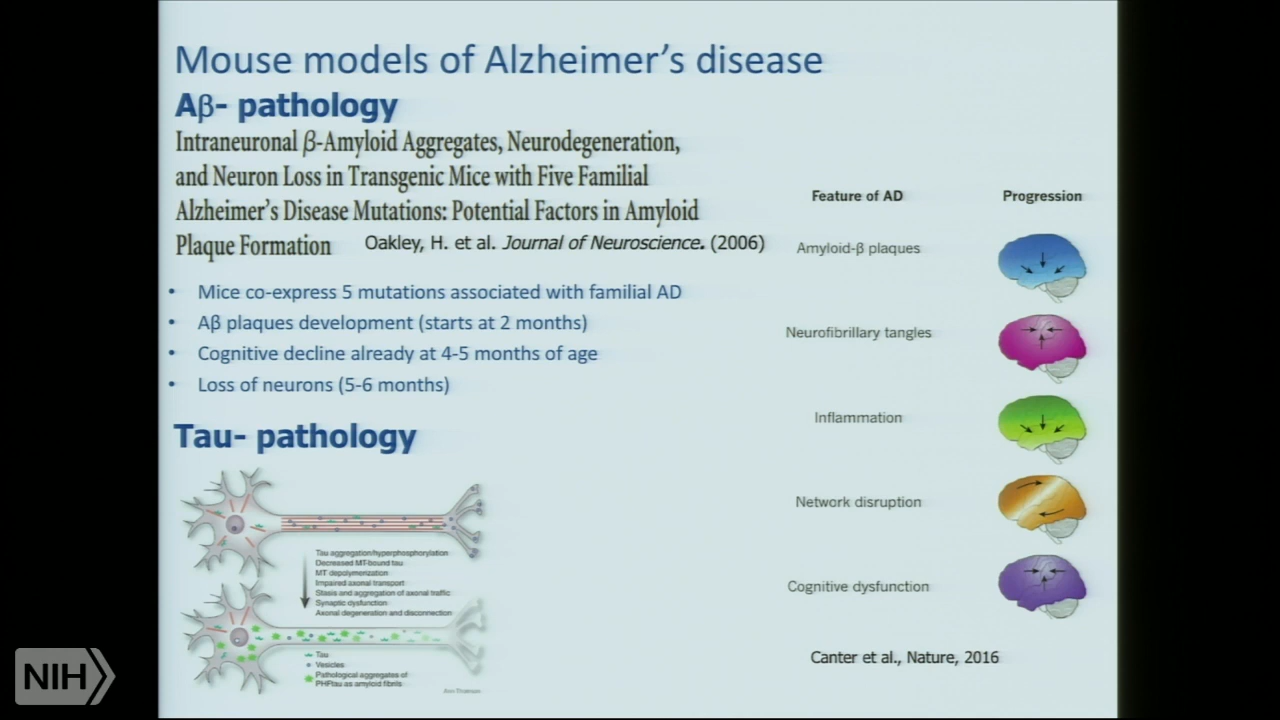 Mouse models of Alzheimer's disease
Aβ- pathology
Intraneuronal β-Amyloid Aggregates, Neurodegeneration,
and Neuron Loss in Transgenic Mice with Five Familial
Alzheimer's Disease Mutations: Potential Factors in Amyloid
Plaque Formation
Oakley, H. et al. Journal of Neuroscience. (2006)
• Mice co-express 5 mutations associated with familial AD
• Aβ plaques development (starts at 2 months)
• Cognitive decline already at 4-5 months of age
• Loss of neurons (5-6 months)
Tau- pathology
Tau aggregation/hyperphosphorylation
Decreased MT-bound tau
MT depolymerization
Impaired axonal transport
Stasis and aggregation of axonal traffic
Synaptic dysfunction
Axonal degeneration and disconnection
Tau
Vesicles
Pathological aggregates of
PHFtau as amyloid fibrils
Feature of AD Progression
Amyloid-β plaques
Neurofibrillary tangles
Inflammation
Network disruption
Cognitive dysfunction
Canter et al., Nature, 2016
NIH